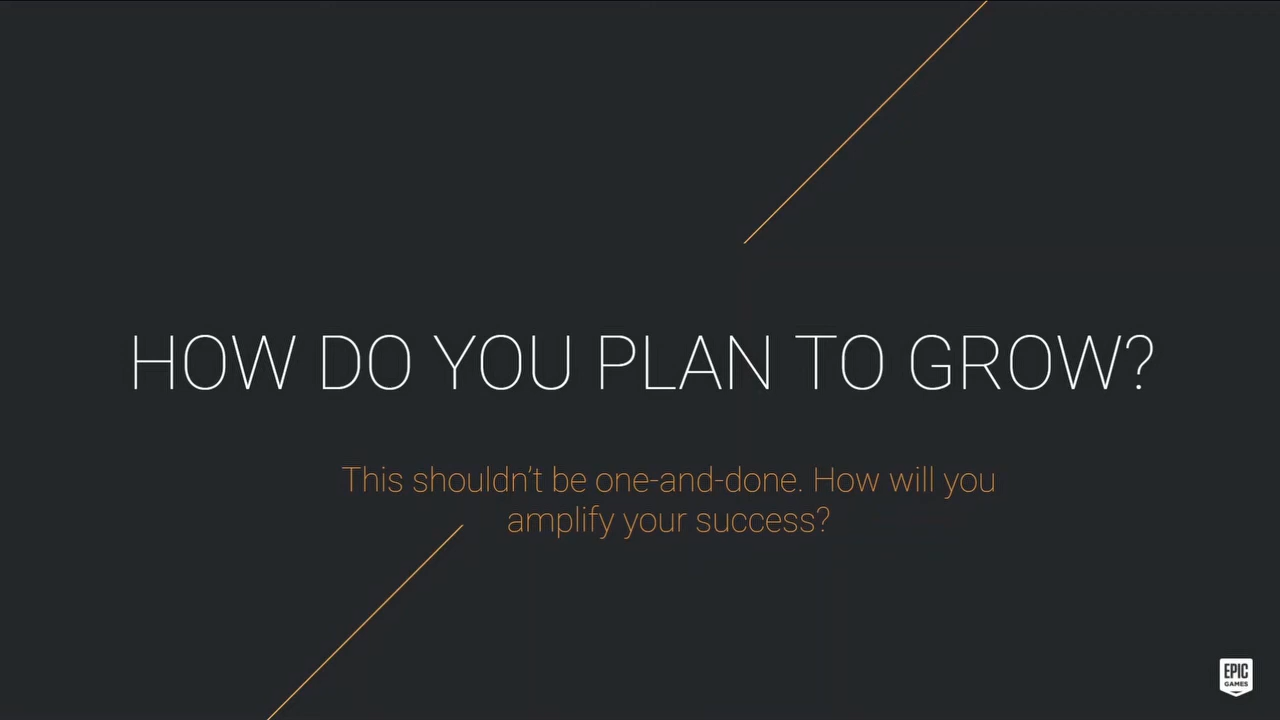 HOW DO YOU PLAN TO GROW?
This shouldn't be one-and-done. How will you
amplify your success?
EPIC
GAMES